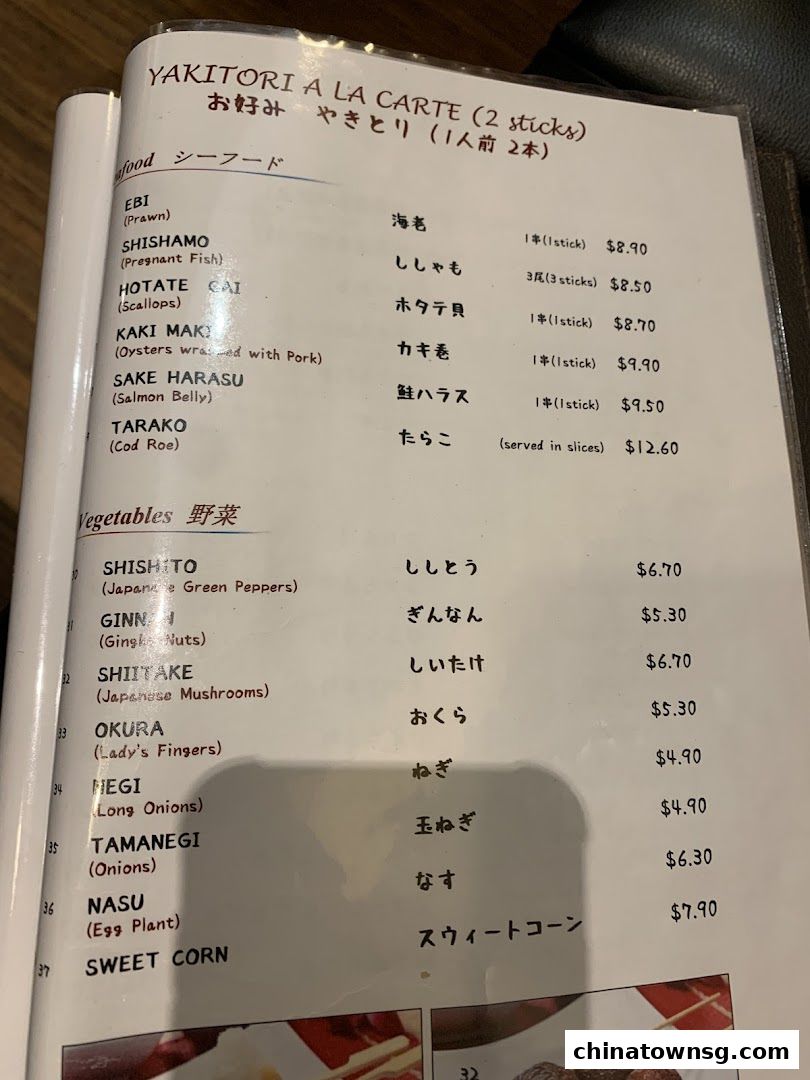 YAKITORI A LA CARTE (2 sticks)
お好み やきとり (1人前 2本)
シーフード
EBI 海老 1串(1stick) $8.90
(Prawn)
SHISHAMO ししゃも 3尾(3sticks) $8.50
(Pregnant Fish)
HOTATE GAI ホタテ貝 1串(1stick) $8.70
(Scallops)
KAKI MAKI カキ巻 1串(1stick) $9.90
(Oysters wrapped with Pork)
SAKE HARASU 鮭ハラス 1串(1stick) $9.50
(Salmon Belly)
TARAKO たらこ (served in slices) $12.60
(Cod Roe)
Vegetables 野菜
30 SHISHITO ししとう $6.70
(Japanese Green Peppers)
31 GINNAN ぎんなん $5.30
(Gingko Nuts)
32 SHIITAKE しいたけ $6.70
(Japanese Mushrooms)
33 OKURA おくら $5.30
(Lady's Fingers)
34 NEGI ねぎ $4.90
(Long Onions)
35 TAMANEGI 玉ねぎ $4.90
(Onions)
36 NASU なす $6.30
(Egg Plant)
37 SWEET CORN スウィートコーン $7.90
32
chinatownsg.com